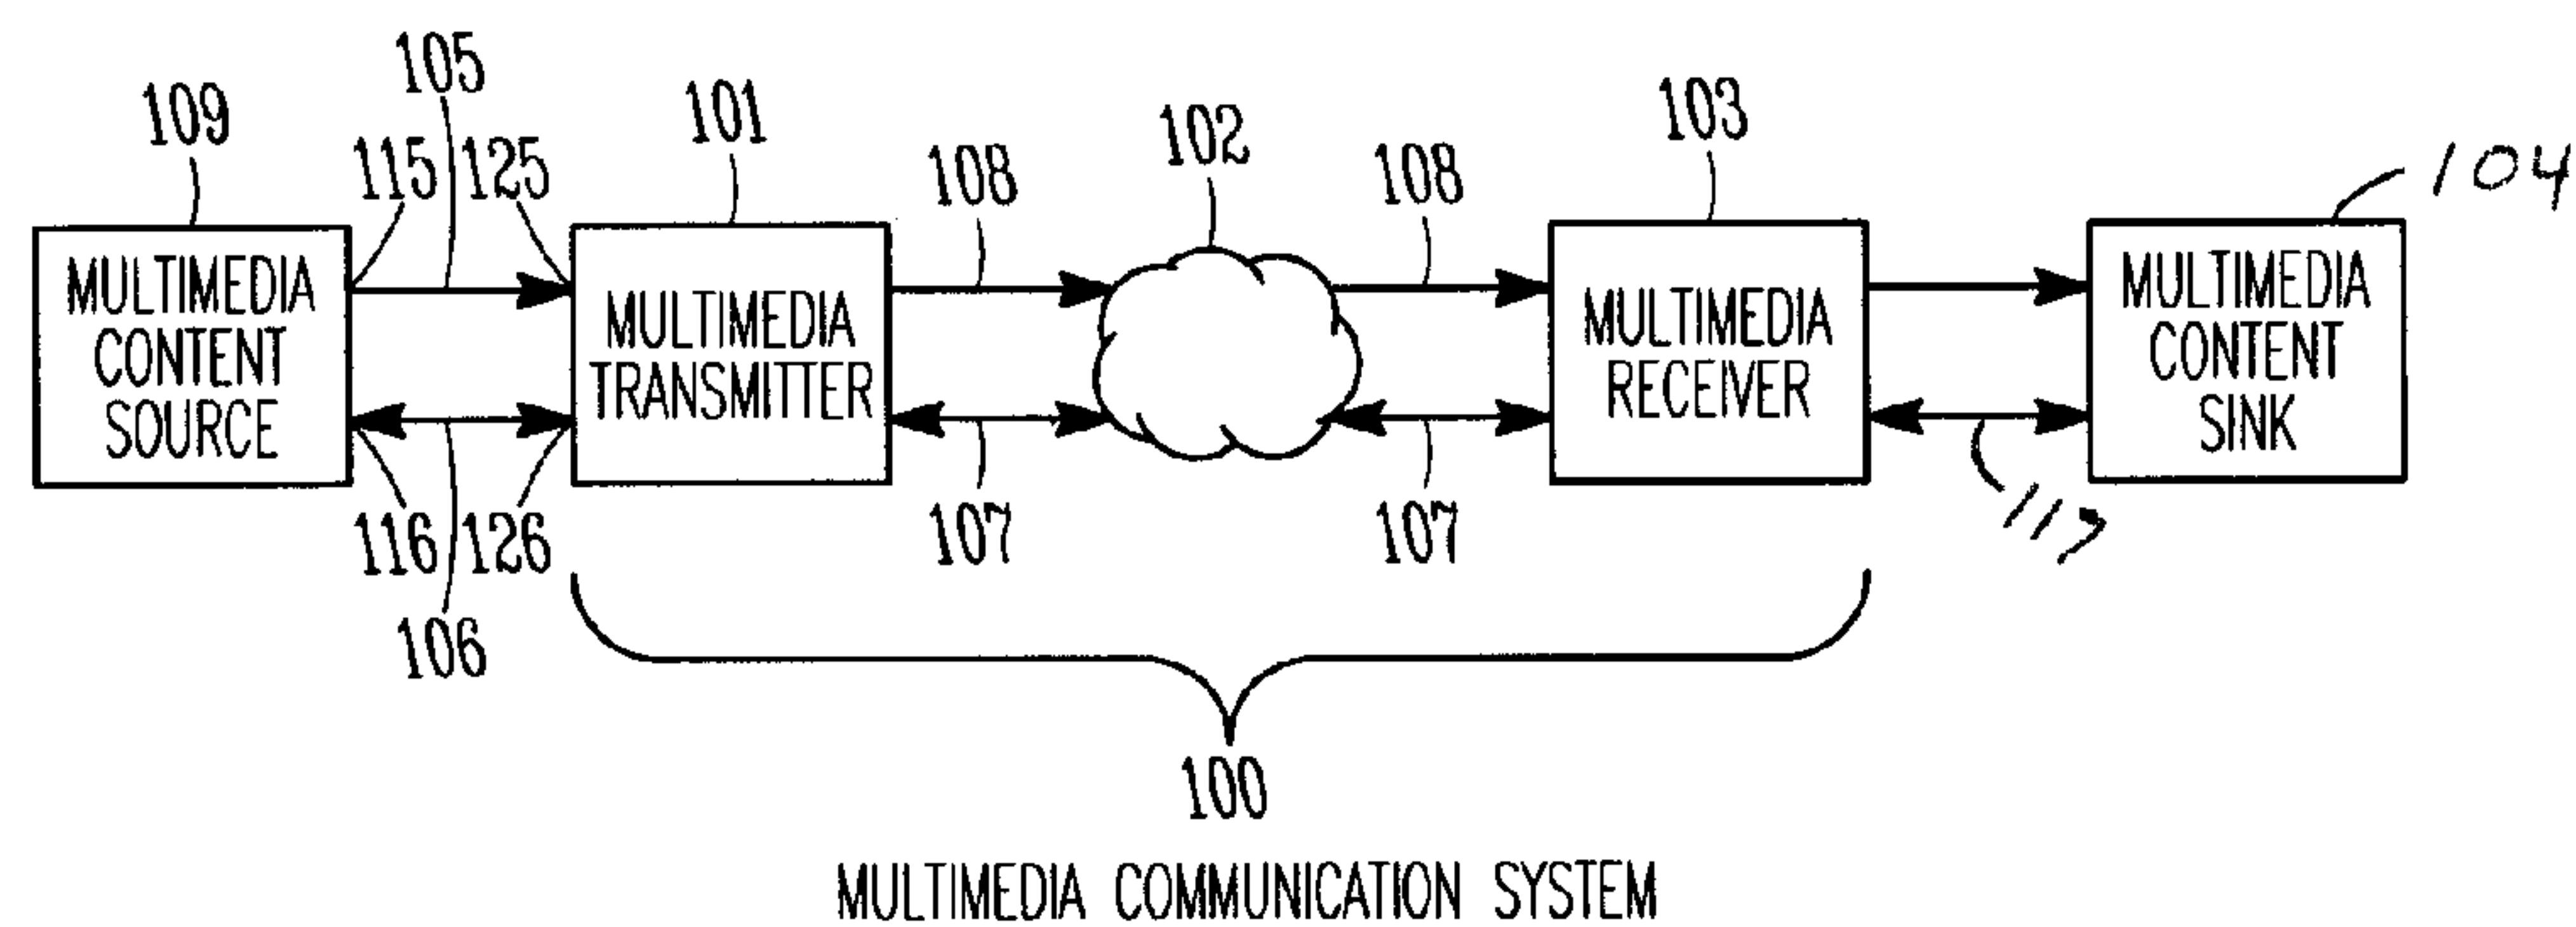 105
109
101
103
102
115
125
108
108
104
MULTIMEDIA
CONTENT
SOURCE
MULTIMEDIA
TRANSMITTER
MULTIMEDIA
RECEIVER
MULTIMEDIA
CONTENT
SINK
116
126
107
107
117
106
100
MULTIMEDIA COMMUNICATION SYSTEM